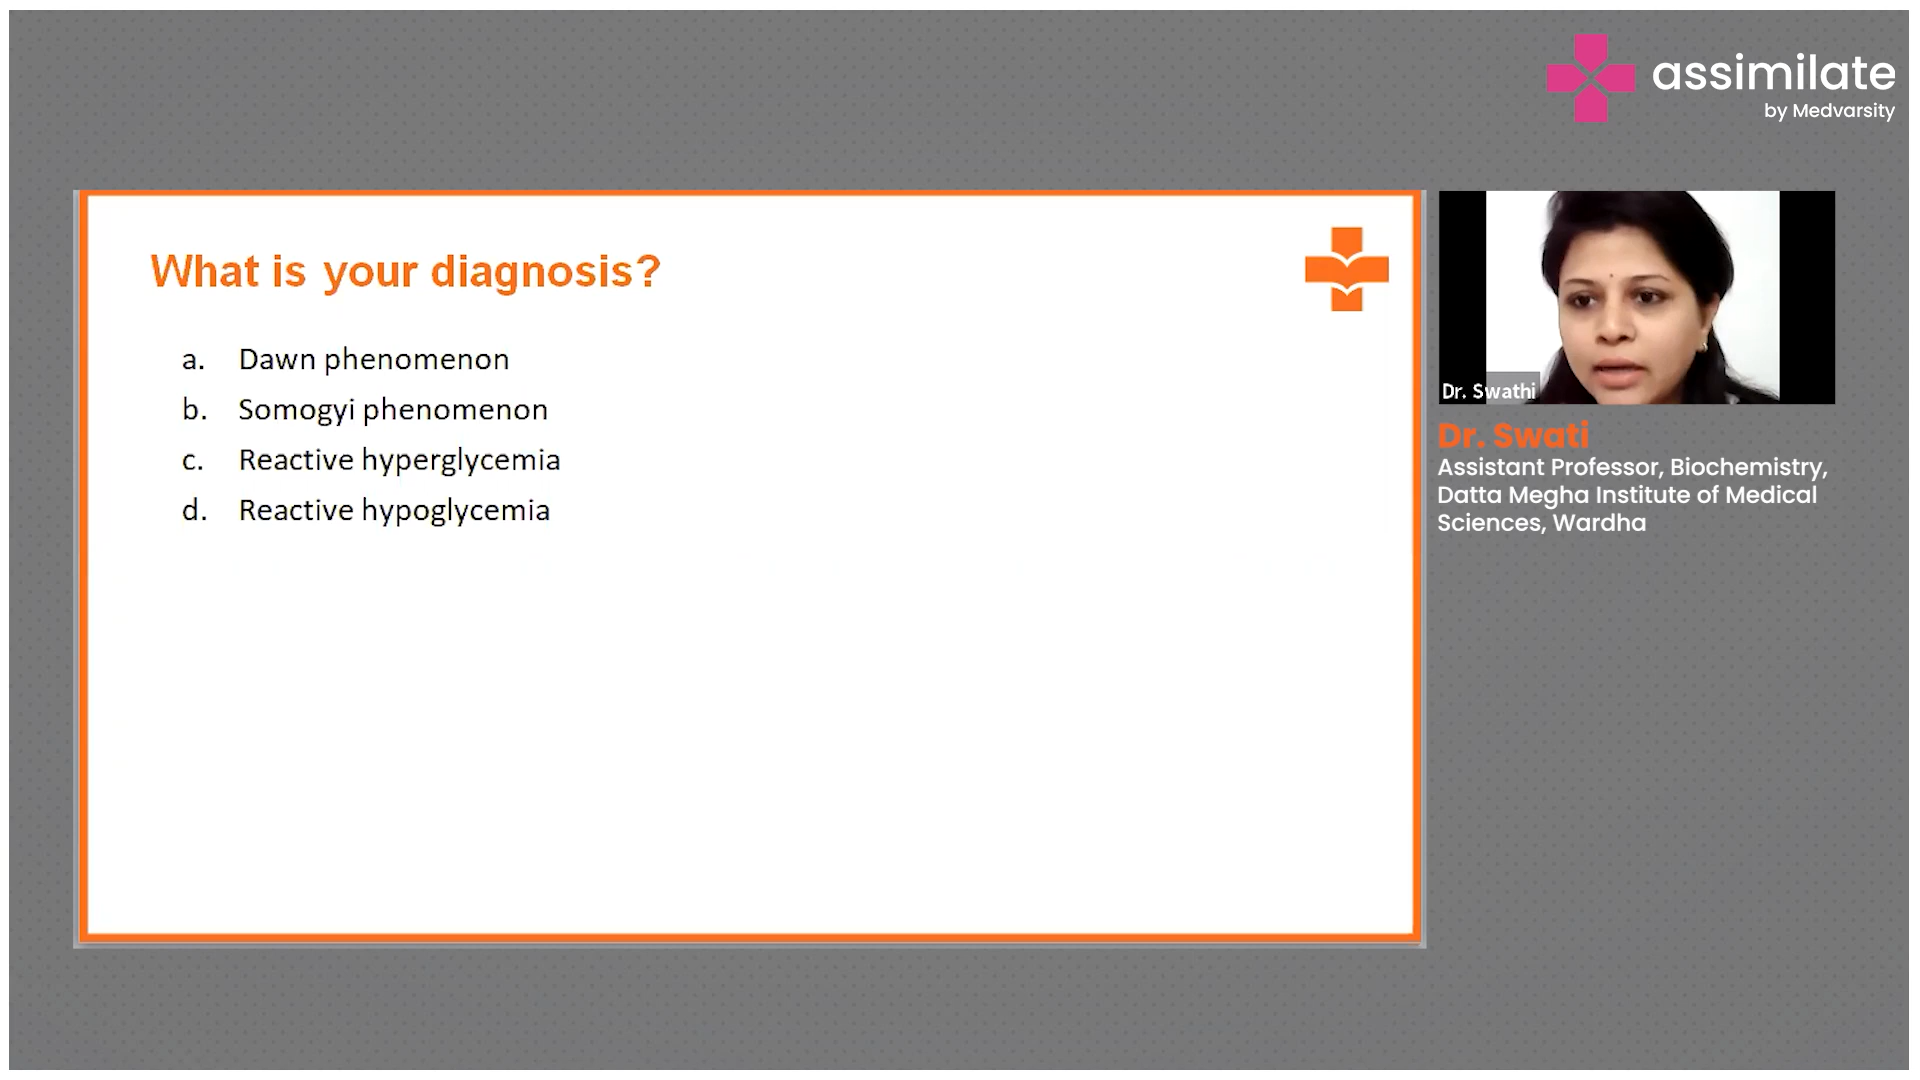 assimilate
by Medvarsity
What is your diagnosis?
a. Dawn phenomenon
b. Somogyi phenomenon
c. Reactive hyperglycemia
d. Reactive hypoglycemia
Dr. Swathi
Dr. Swati
Assistant Professor, Biochemistry,
Datta Megha Institute of Medical
Sciences, Wardha